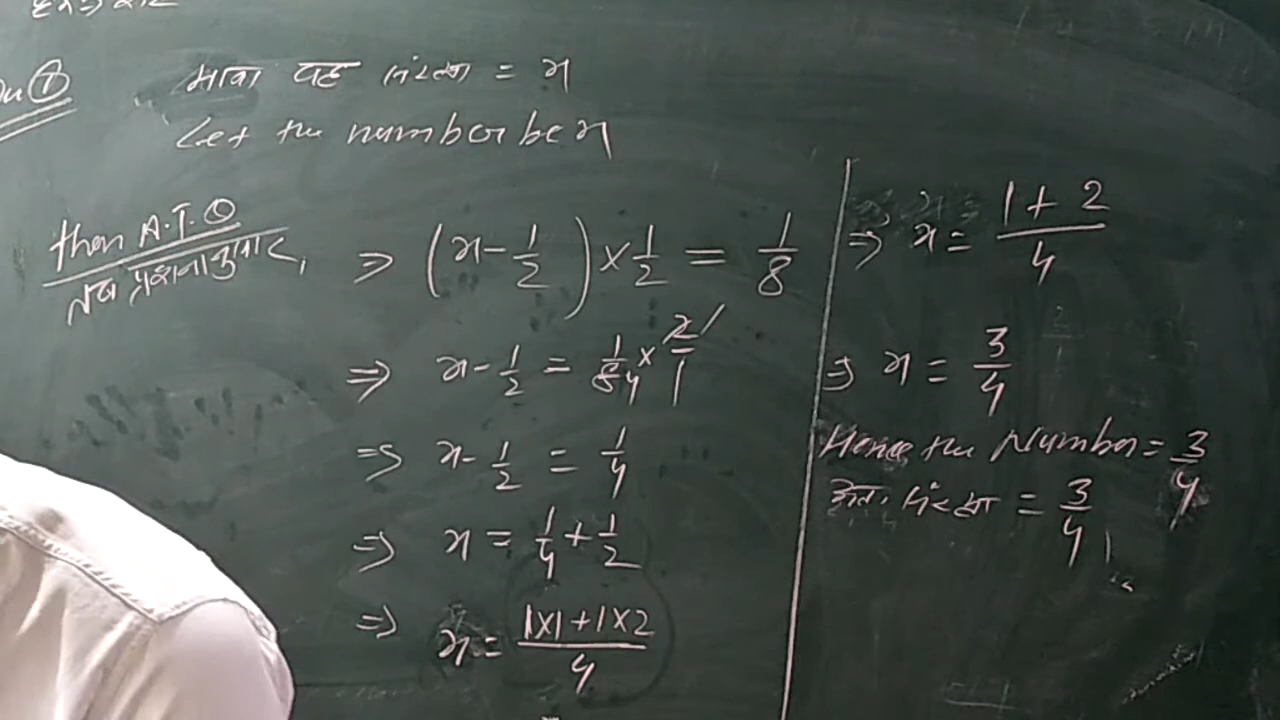 Qu ①
माना वह संख्या = x
Let the number be x
then A.T.Q
तब प्रश्नानुसार,
⇒ (x - 1/2) × 1/2 = 1/8
⇒ x - 1/2 = 1/8 × 2/1
⇒ x - 1/2 = 1/4
⇒ x = 1/4 + 1/2
⇒ x = (1×1+1×2)/4
⇒ x = (1+2)/4
⇒ x = 3/4
Hence the Number = 3/4
अतः संख्या = 3/4